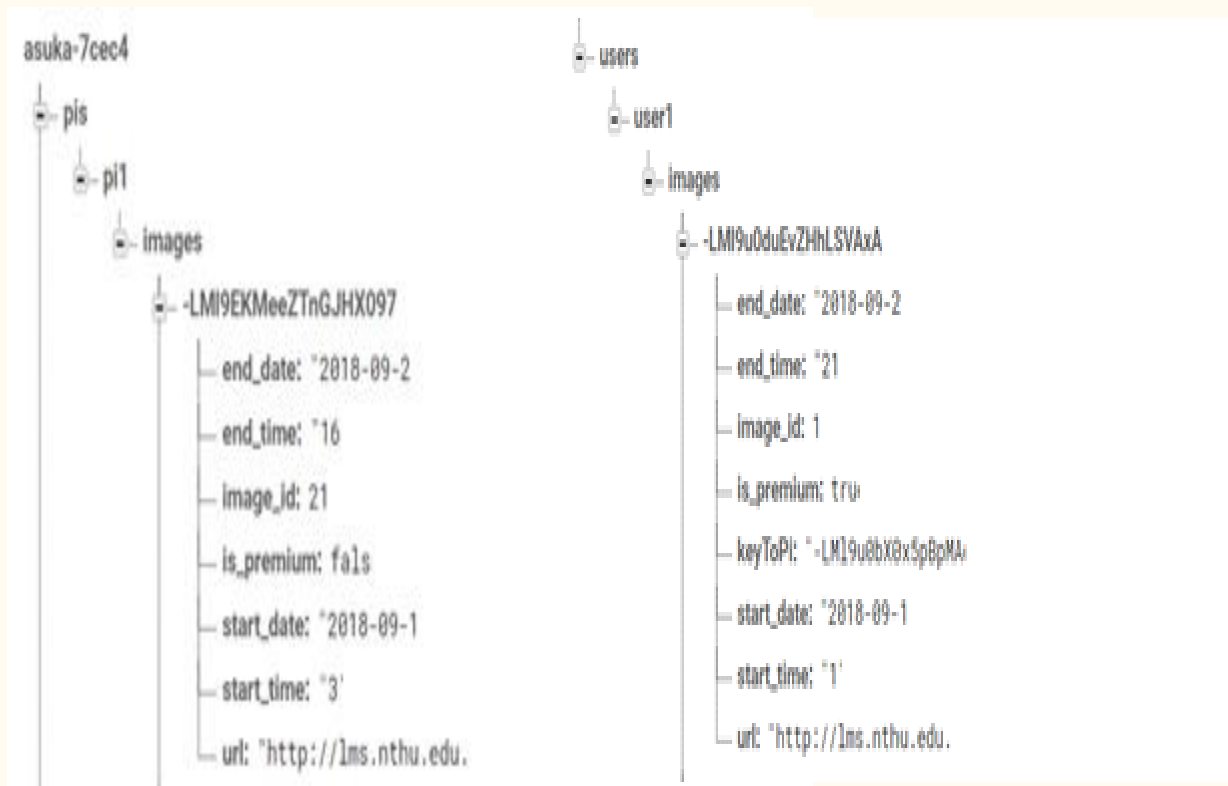 asuka-7cec4
pis
pi1
images
-LMI9EKMeeZTnGJHXO97
end_date: "2018-09-2
end_time: "16
image_id: 21
is_premium: fals
start_date: "2018-09-1
start_time: "3"
url: "http://lms.nthu.edu.
users
user1
images
-LMI9u0duEvZHhLSVAxA
end_date: "2018-09-2
end_time: "21
image_id: 1
is_premium: tru
keyToPi:
start_date: "2018-09-1
start_time: "1"
url: "http://lms.nthu.edu.